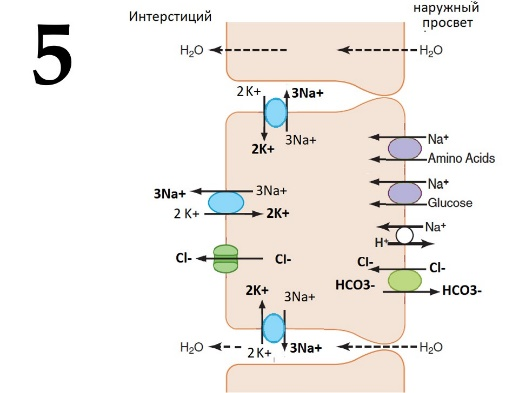 5
Интерстиций
наружный
просвет
H₂O
H₂O
2 K+
3Na+
2K+
3Na+
Na⁺
Amino Acids
3Na+
3Na+
2 K+
2K+
Na⁺
Glucose
Na⁺
H⁺
Cl-
Cl-
Cl-
Cl-
HCO3-
HCO3-
2K+
3Na+
H₂O
2 K+
3Na+
H₂O